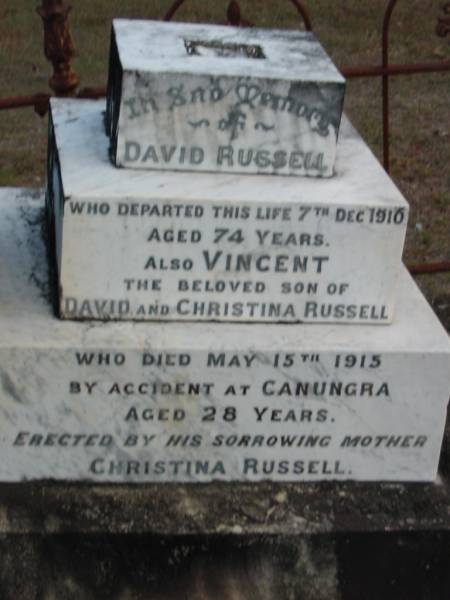 In Sad Memory
~ of ~
DAVID RUSSELL
WHO DEPARTED THIS LIFE 7TH DEC 1910
AGED 74 YEARS.
ALSO VINCENT
THE BELOVED SON OF
DAVID AND CHRISTINA RUSSELL
WHO DIED MAY 15TH 1915
BY ACCIDENT AT CANUNGRA
AGED 28 YEARS.
ERECTED BY HIS SORROWING MOTHER
CHRISTINA RUSSELL.